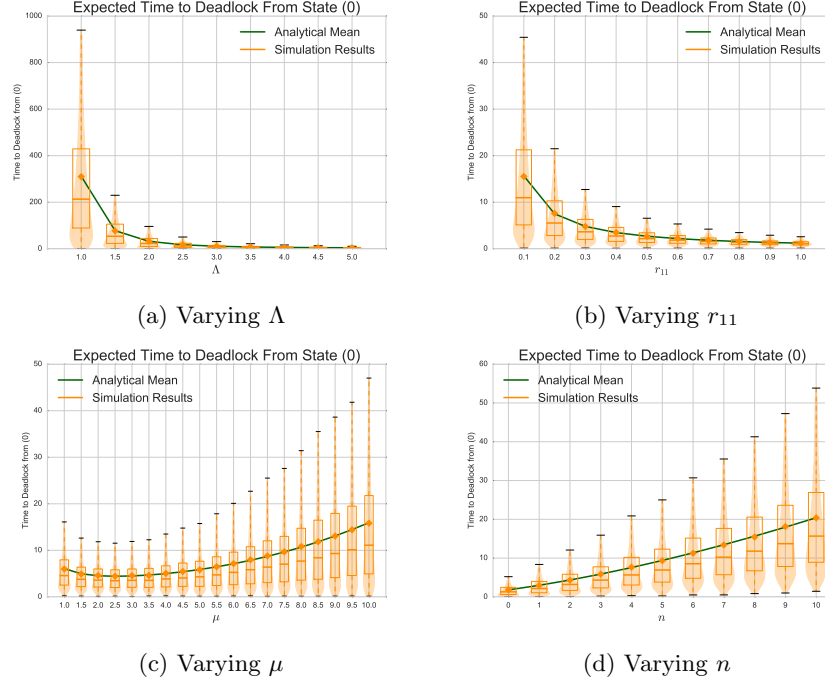 Expected Time to Deadlock From State (0)
Time to Deadlock from (0)
1000
800
600
400
200
0
Analytical Mean
Simulation Results
1.0 1.5 2.0 2.5 3.0 3.5 4.0 4.5 5.0
Λ
(a) Varying Λ
Expected Time to Deadlock From State (0)
Time to Deadlock from (0)
50
40
30
20
10
0
Analytical Mean
Simulation Results
0.1 0.2 0.3 0.4 0.5 0.6 0.7 0.8 0.9 1.0
r₁₁
(b) Varying r₁₁
Expected Time to Deadlock From State (0)
Time to Deadlock from (0)
50
40
30
20
10
0
Analytical Mean
Simulation Results
1.0 1.5 2.0 2.5 3.0 3.5 4.0 4.5 5.0 5.5 6.0 6.5 7.0 7.5 8.0 8.5 9.0 9.5 10.0
μ
(c) Varying μ
Expected Time to Deadlock From State (0)
Time to Deadlock from (0)
60
50
40
30
20
10
0
Analytical Mean
Simulation Results
0 1 2 3 4 5 6 7 8 9 10
n
(d) Varying n